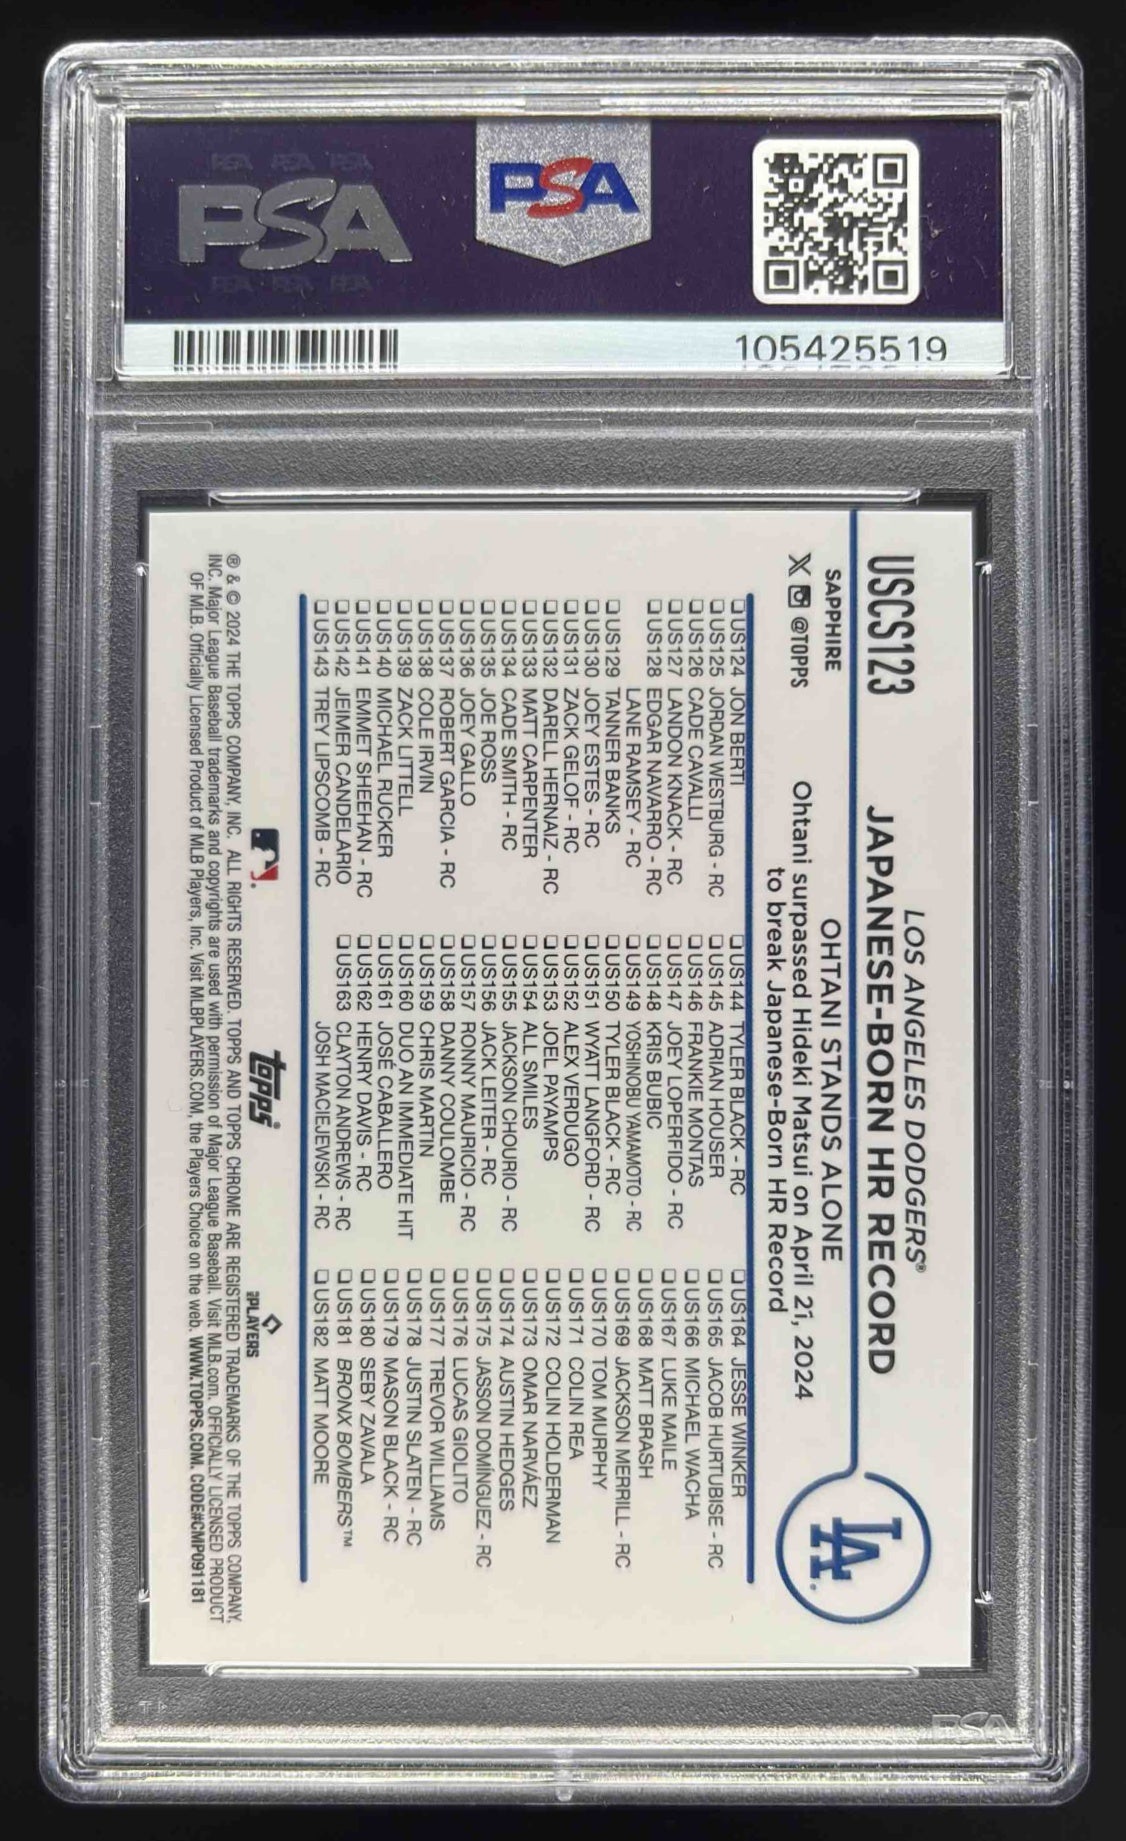 PSA PSA PSA
PSA
PSA PSA PSA
PSA
105425519
USCS123
LOS ANGELES DODGERS®
JAPANESE-BORN HR RECORD
SAPPHIRE
X @TOPPS
OHTANI STANDS ALONE
Ohtani surpassed Hideki Matsui on April 21, 2024
to break Japanese-Born HR Record
LA
❑ US124 JON BERTI
❑ US125 JORDAN WESTBURG - RC
❑ US126 CADE CAVALLI
❑ US127 LANDON KNACK - RC
❑ US128 EDGAR NAVARRO - RC
LANE RAMSEY - RC
❑ US129 TANNER BANKS
❑ US130 JOEY ESTES - RC
❑ US131 ZACK GELOF - RC
❑ US132 DARELL HERNAIZ - RC
❑ US133 MATT CARPENTER
❑ US134 CADE SMITH - RC
❑ US135 JOE ROSS
❑ US136 JOEY GALLO
❑ US137 ROBERT GARCIA - RC
❑ US138 COLE IRVIN
❑ US139 ZACK LITTELL
❑ US140 MICHAEL RUCKER
❑ US141 EMMET SHEEHAN - RC
❑ US142 JEIMER CANDELARIO
❑ US143 TREY LIPSCOMB - RC
❑ US144 TYLER BLACK - RC
❑ US145 ADRIAN HOUSER
❑ US146 FRANKIE MONTAS
❑ US147 JOEY LOPERFIDO - RC
❑ US148 KRIS BUBIC
❑ US149 YOSHINOBU YAMAMOTO - RC
❑ US150 TYLER BLACK - RC
❑ US151 WYATT LANGFORD - RC
❑ US152 ALEX VERDUGO
❑ US153 JOEL PAYAMPS
❑ US154 ALL SMILES
❑ US155 JACKSON CHOURIO - RC
❑ US156 JACK LEITER - RC
❑ US157 RONNY MAURICIO - RC
❑ US158 DANNY COULOMBE
❑ US159 CHRIS MARTIN
❑ US160 DUO AN IMMEDIATE HIT
❑ US161 JOSÉ CABALLERO
❑ US162 HENRY DAVIS - RC
❑ US163 CLAYTON ANDREWS - RC
JOSH MACIEJEWSKI - RC
❑ US164 JESSE WINKER
❑ US165 JACOB HURTUBISE - RC
❑ US166 MICHAEL WACHA
❑ US167 LUKE MAILE
❑ US168 MATT BRASH
❑ US169 JACKSON MERRILL - RC
❑ US170 TOM MURPHY
❑ US171 COLIN REA
❑ US172 COLIN HOLDERMAN
❑ US173 OMAR NARVÁEZ
❑ US174 AUSTIN HEDGES
❑ US175 JASSON DOMÍNGUEZ - RC
❑ US176 LUCAS GIOLITO
❑ US177 TREVOR WILLIAMS
❑ US178 JUSTIN SLATEN - RC
❑ US179 MASON BLACK - RC
❑ US180 SEBY ZAVALA
❑ US181 BRONX BOMBERS™
❑ US182 MATT MOORE
topps®
PLAYERS
® & © 2024 THE TOPPS COMPANY, INC. ALL RIGHTS RESERVED. TOPPS AND TOPPS CHROME ARE REGISTERED TRADEMARKS OF THE TOPPS COMPANY,
INC. Major League Baseball trademarks and copyrights are used with permission of Major League Baseball. Visit MLB.com. OFFICIALLY LICENSED PRODUCT
OF MLB. Officially Licensed Product of MLB Players, Inc. Visit MLBPLAYERS.COM, the Players Choice on the web. WWW.TOPPS.COM. CODE#CMP091181
PSA